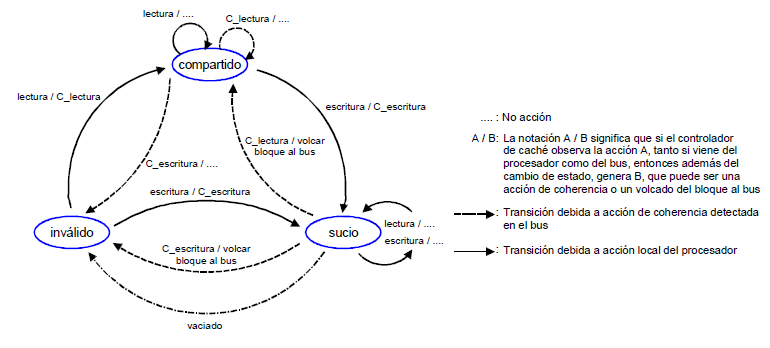 lectura / ....
C_lectura / ....
compartido
lectura / C_lectura
escritura / C_escritura
C_lectura / volcar
bloque al bus
C_escritura / ....
escritura / C_escritura
inválido
sucio
lectura / ....
escritura / ....
C_escritura / volcar
bloque al bus
vaciado
.... : No acción
A / B: La notación A / B significa que si el controlador
de caché observa la acción A, tanto si viene del
procesador como del bus, entonces además del
cambio de estado, genera B, que puede ser una
acción de coherencia o un volcado del bloque al bus
: Transición debida a acción de coherencia detectada
en el bus
: Transición debida a acción local del procesador